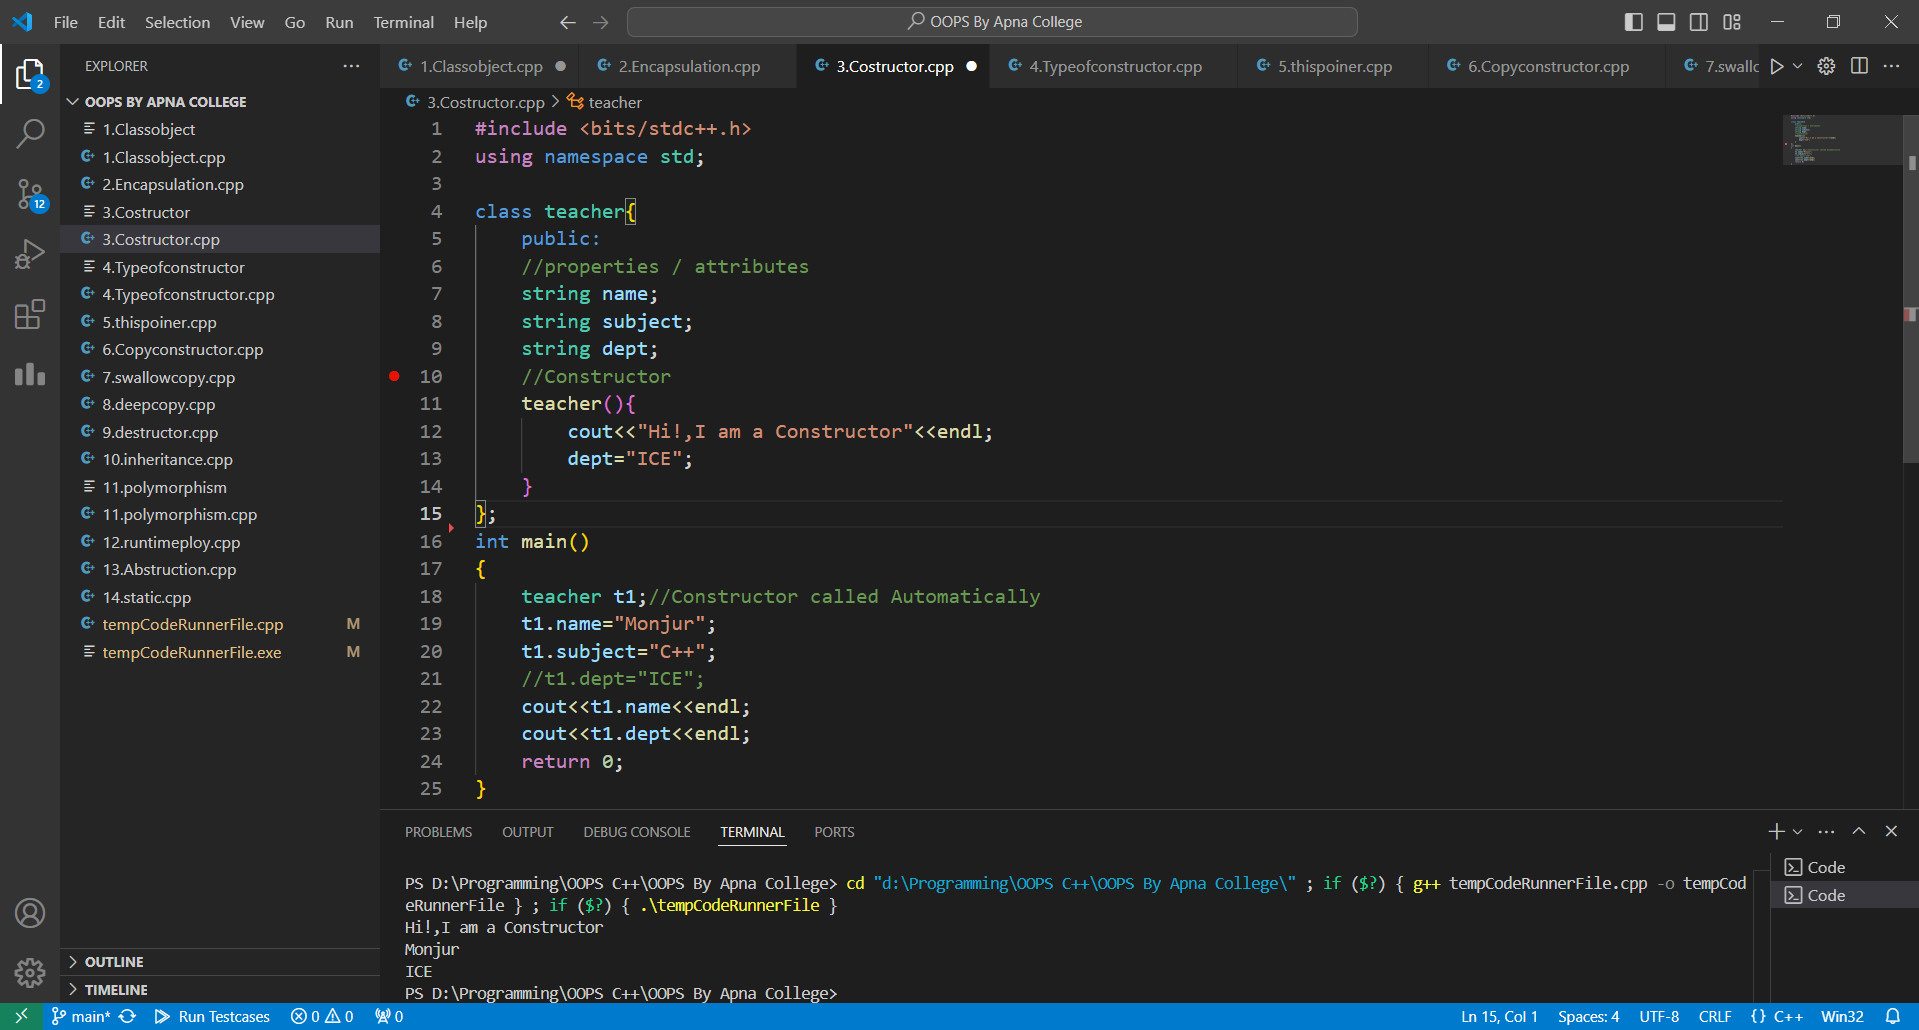 File Edit Selection View Go Run Terminal Help
OOPS By Apna College
EXPLORER
OOPS BY APNA COLLEGE
1.Classobject
1.Classobject.cpp
2.Encapsulation.cpp
3.Costructor
3.Costructor.cpp
4.Typeofconstructor
4.Typeofconstructor.cpp
5.thispoiner.cpp
6.Copyconstructor.cpp
7.swallowcopy.cpp
8.deepcopy.cpp
9.destructor.cpp
10.inheritance.cpp
11.polymorphism
11.polymorphism.cpp
12.runtimeploy.cpp
13.Abstruction.cpp
14.static.cpp
tempCodeRunnerFile.cpp M
tempCodeRunnerFile.exe M
OUTLINE
TIMELINE
2
12
1.Classobject.cpp 2.Encapsulation.cpp 3.Costructor.cpp 4.Typeofconstructor.cpp 5.thispoiner.cpp 6.Copyconstructor.cpp 7.swallc
3.Costructor.cpp > teacher
1 #include <bits/stdc++.h>
2 using namespace std;
3
4 class teacher{
5 public:
6 //properties / attributes
7 string name;
8 string subject;
9 string dept;
10 //Constructor
11 teacher(){
12 cout<<"Hi!,I am a Constructor"<<endl;
13 dept="ICE";
14 }
15 };
16 int main()
17 {
18 teacher t1;//Constructor called Automatically
19 t1.name="Monjur";
20 t1.subject="C++";
21 //t1.dept="ICE";
22 cout<<t1.name<<endl;
23 cout<<t1.dept<<endl;
24 return 0;
25 }
PROBLEMS OUTPUT DEBUG CONSOLE TERMINAL PORTS
PS D:\Programming\OOPS C++\OOPS By Apna College> cd "d:\Programming\OOPS C++\OOPS By Apna College\" ; if ($?) { g++ tempCodeRunnerFile.cpp -o tempCod
eRunnerFile } ; if ($?) { .\tempCodeRunnerFile }
Hi!,I am a Constructor
Monjur
ICE
PS D:\Programming\OOPS C++\OOPS By Apna College>
Code
Code
main* Run Testcases 0 0 0 Ln 15, Col 1 Spaces: 4 UTF-8 CRLF {} C++ Win32